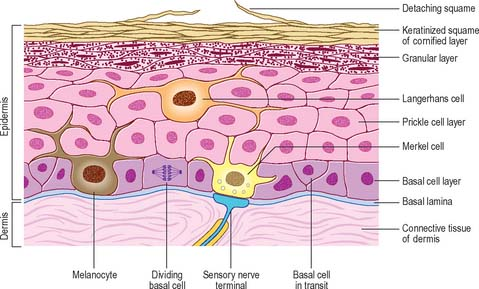 Detaching squame
Keratinized squame
of cornified layer
Granular layer
Langerhans cell
Prickle cell layer
Merkel cell
Basal cell layer
Basal lamina
Connective tissue
of dermis
Epidermis
Dermis
Melanocyte
Dividing
basal cell
Sensory nerve
terminal
Basal cell
in transit